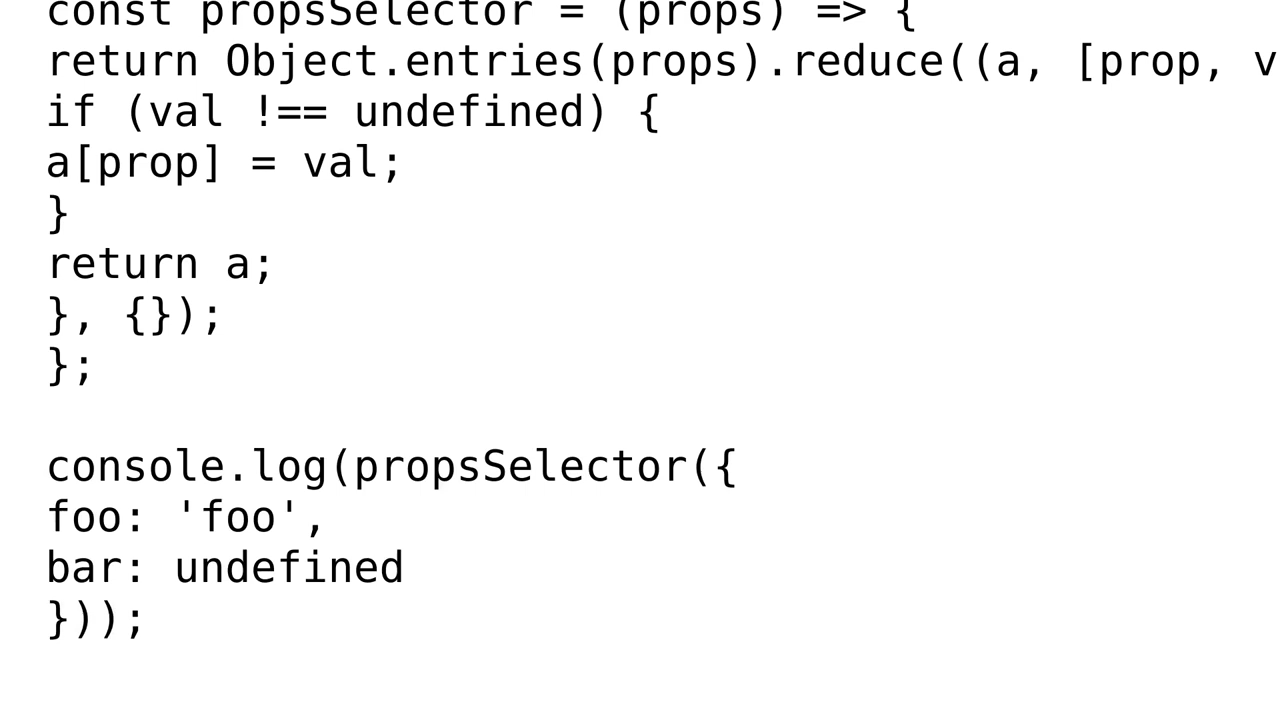 const propsSelector = (props) => {
return Object.entries(props).reduce((a, [prop, v
if (val !== undefined) {
a[prop] = val;
}
return a;
}, {});
};
console.log(propsSelector({
foo: 'foo',
bar: undefined
}));